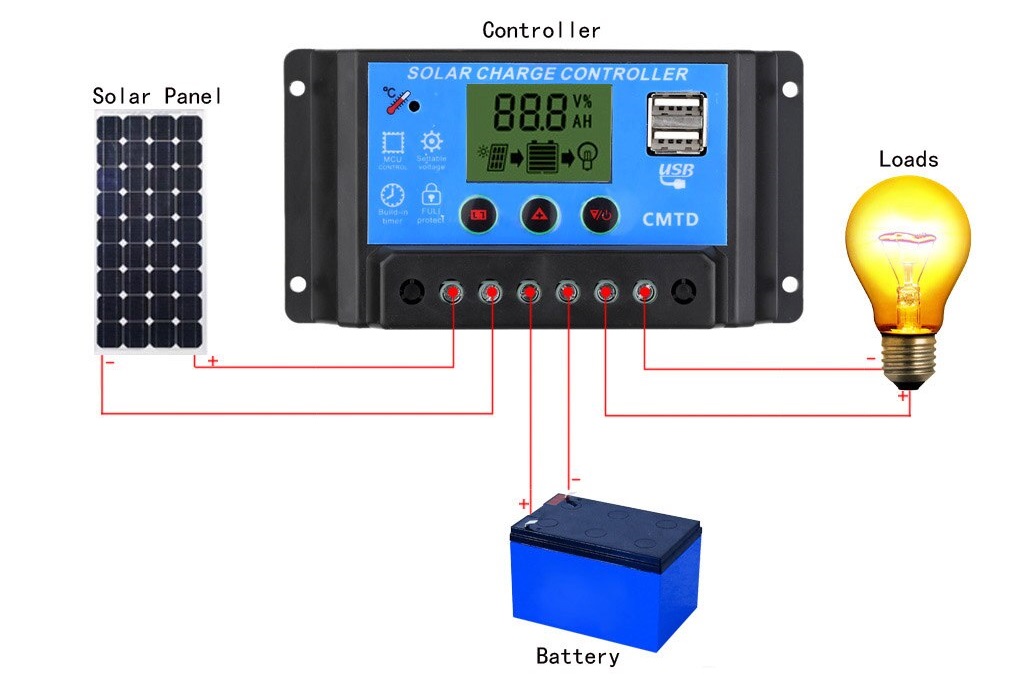 Controller
Solar Panel
SOLAR CHARGE CONTROLLER
°C
88.8 V% AH
MCU CONTROL
Settable voltage
USB
Build-in timer
FULL protect
CMTD
Loads
- +
- +
+ -
Battery